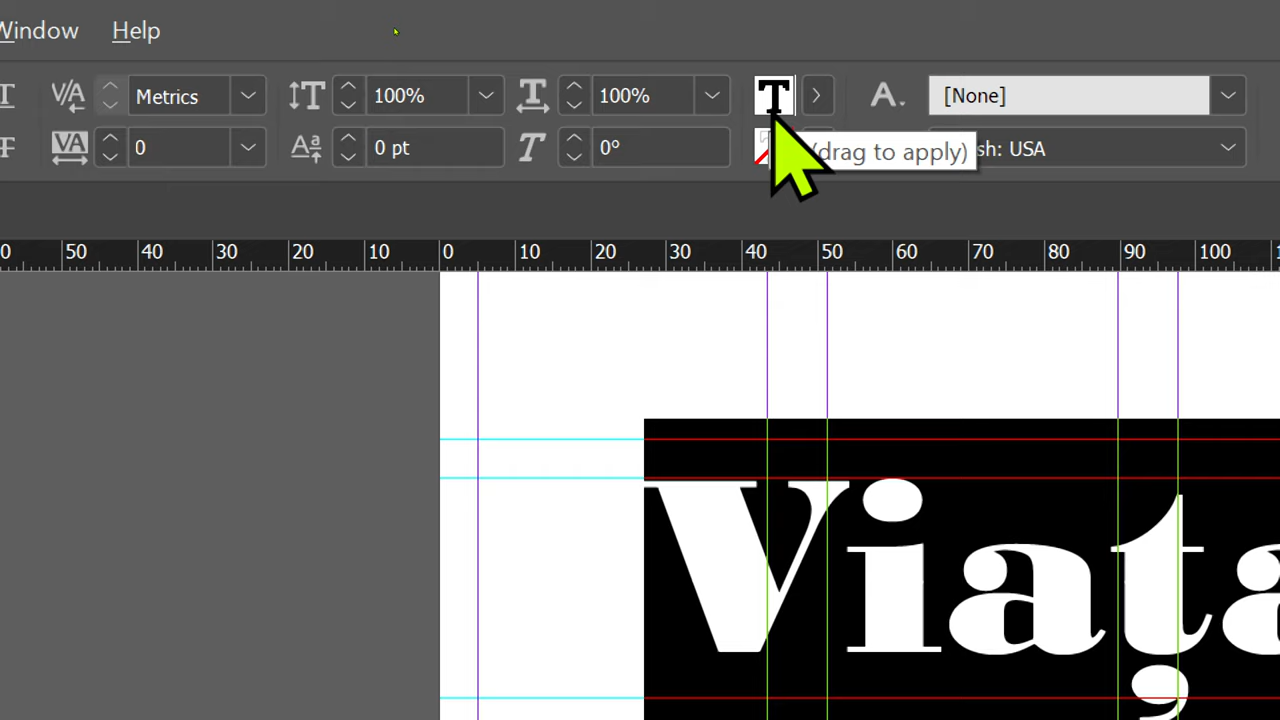 Window Help
Metrics 100% 100% T [None]
0 0 pt 0° (drag to apply) sh: USA
0 50 40 30 20 10 0 10 20 30 40 50 60 70 80 90 100
Viața